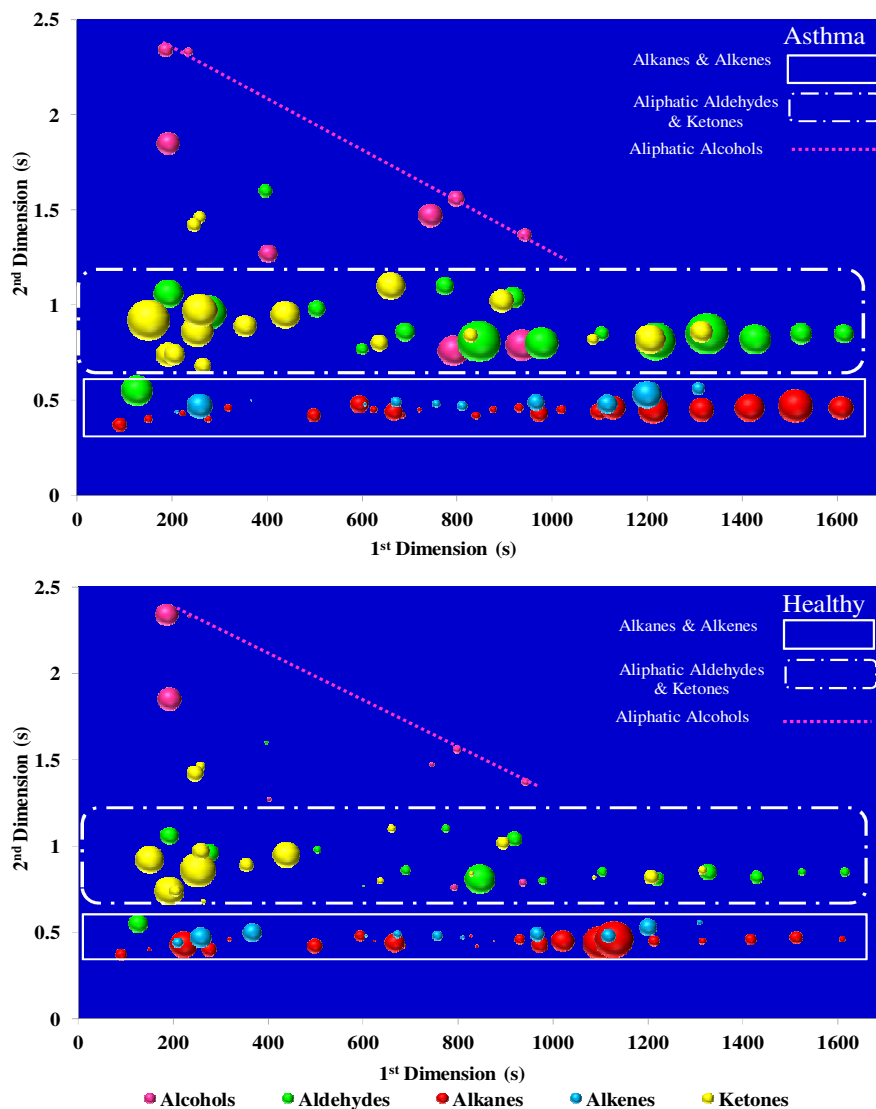 2.5
2
1.5
1
0.5
0
2nd Dimension (s)
Asthma
Alkanes & Alkenes
Aliphatic Aldehydes
& Ketones
Aliphatic Alcohols
0 200 400 600 800 1000 1200 1400 1600
1st Dimension (s)
2.5
2
1.5
1
0.5
0
2nd Dimension (s)
Healthy
Alkanes & Alkenes
Aliphatic Aldehydes
& Ketones
Aliphatic Alcohols
0 200 400 600 800 1000 1200 1400 1600
1st Dimension (s)
Alcohols Aldehydes Alkanes Alkenes Ketones